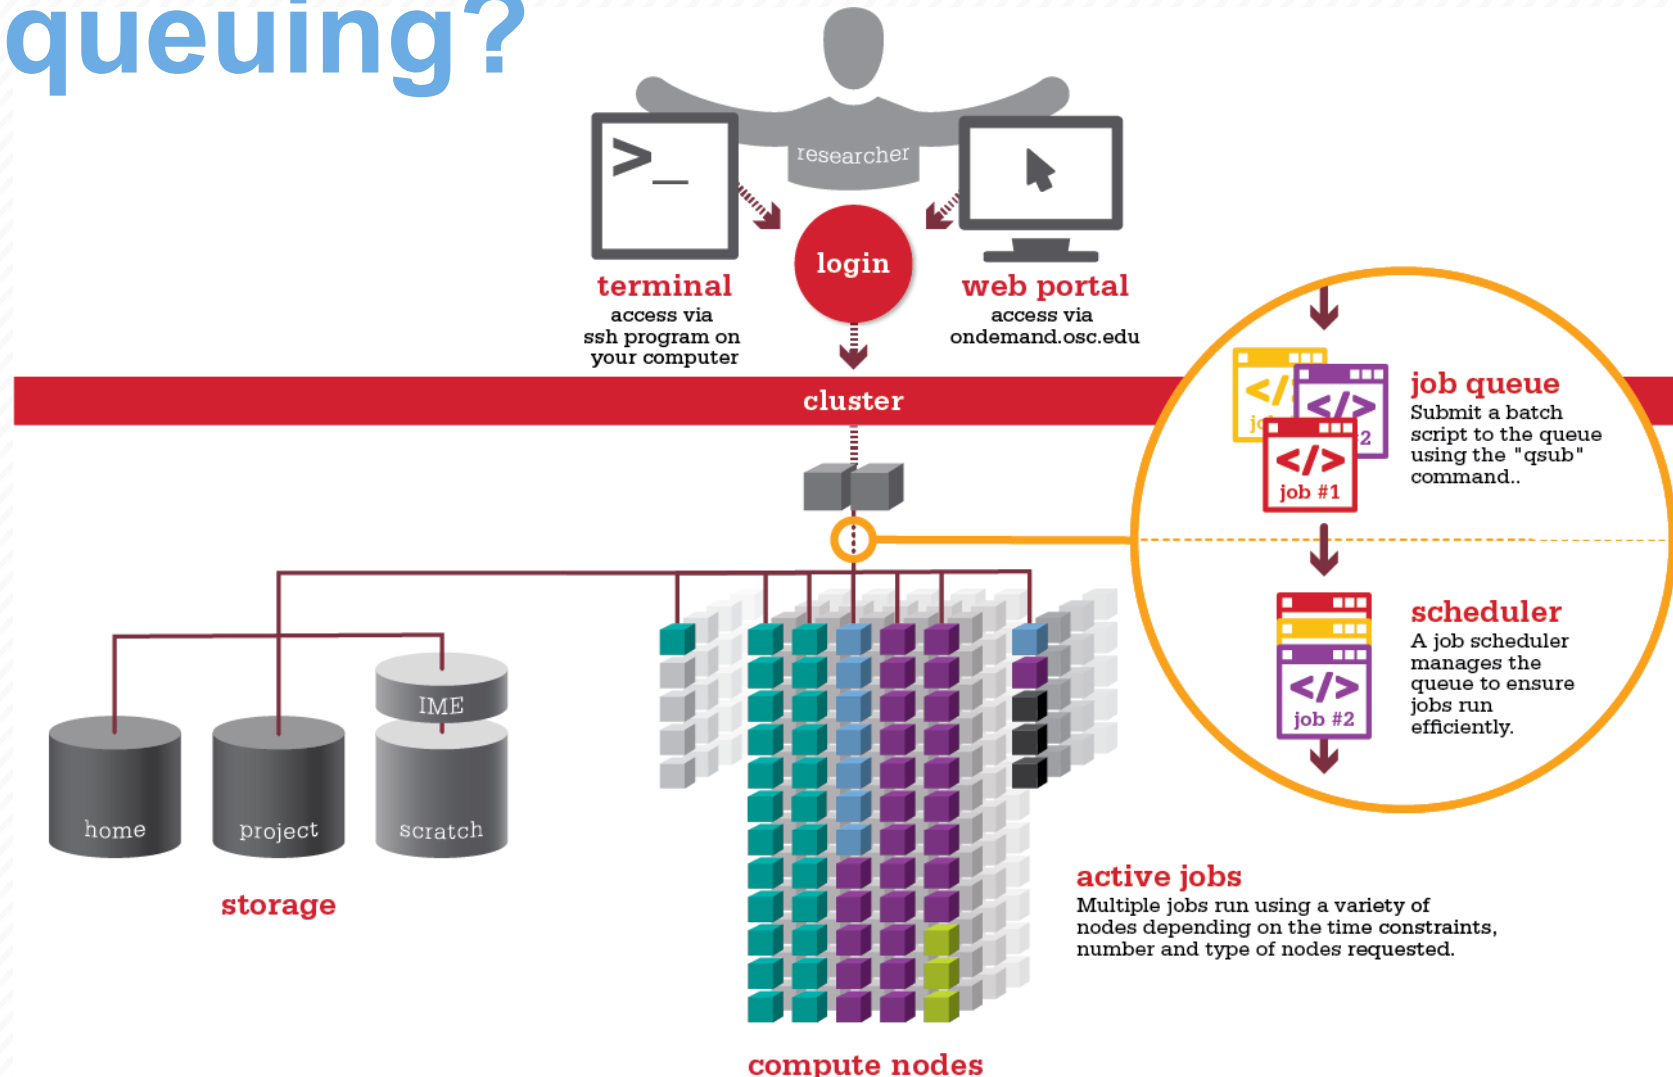 queuing?
researcher
>_
login
terminal
access via
ssh program on
your computer
web portal
access via
ondemand.osc.edu
cluster
</>
</>
2
</>
job #1
job queue
Submit a batch
script to the queue
using the "qsub"
command..
scheduler
A job scheduler
manages the
queue to ensure
jobs run
efficiently.
</>
job #2
IME
home
project
scratch
storage
active jobs
Multiple jobs run using a variety of
nodes depending on the time constraints,
number and type of nodes requested.
compute nodes